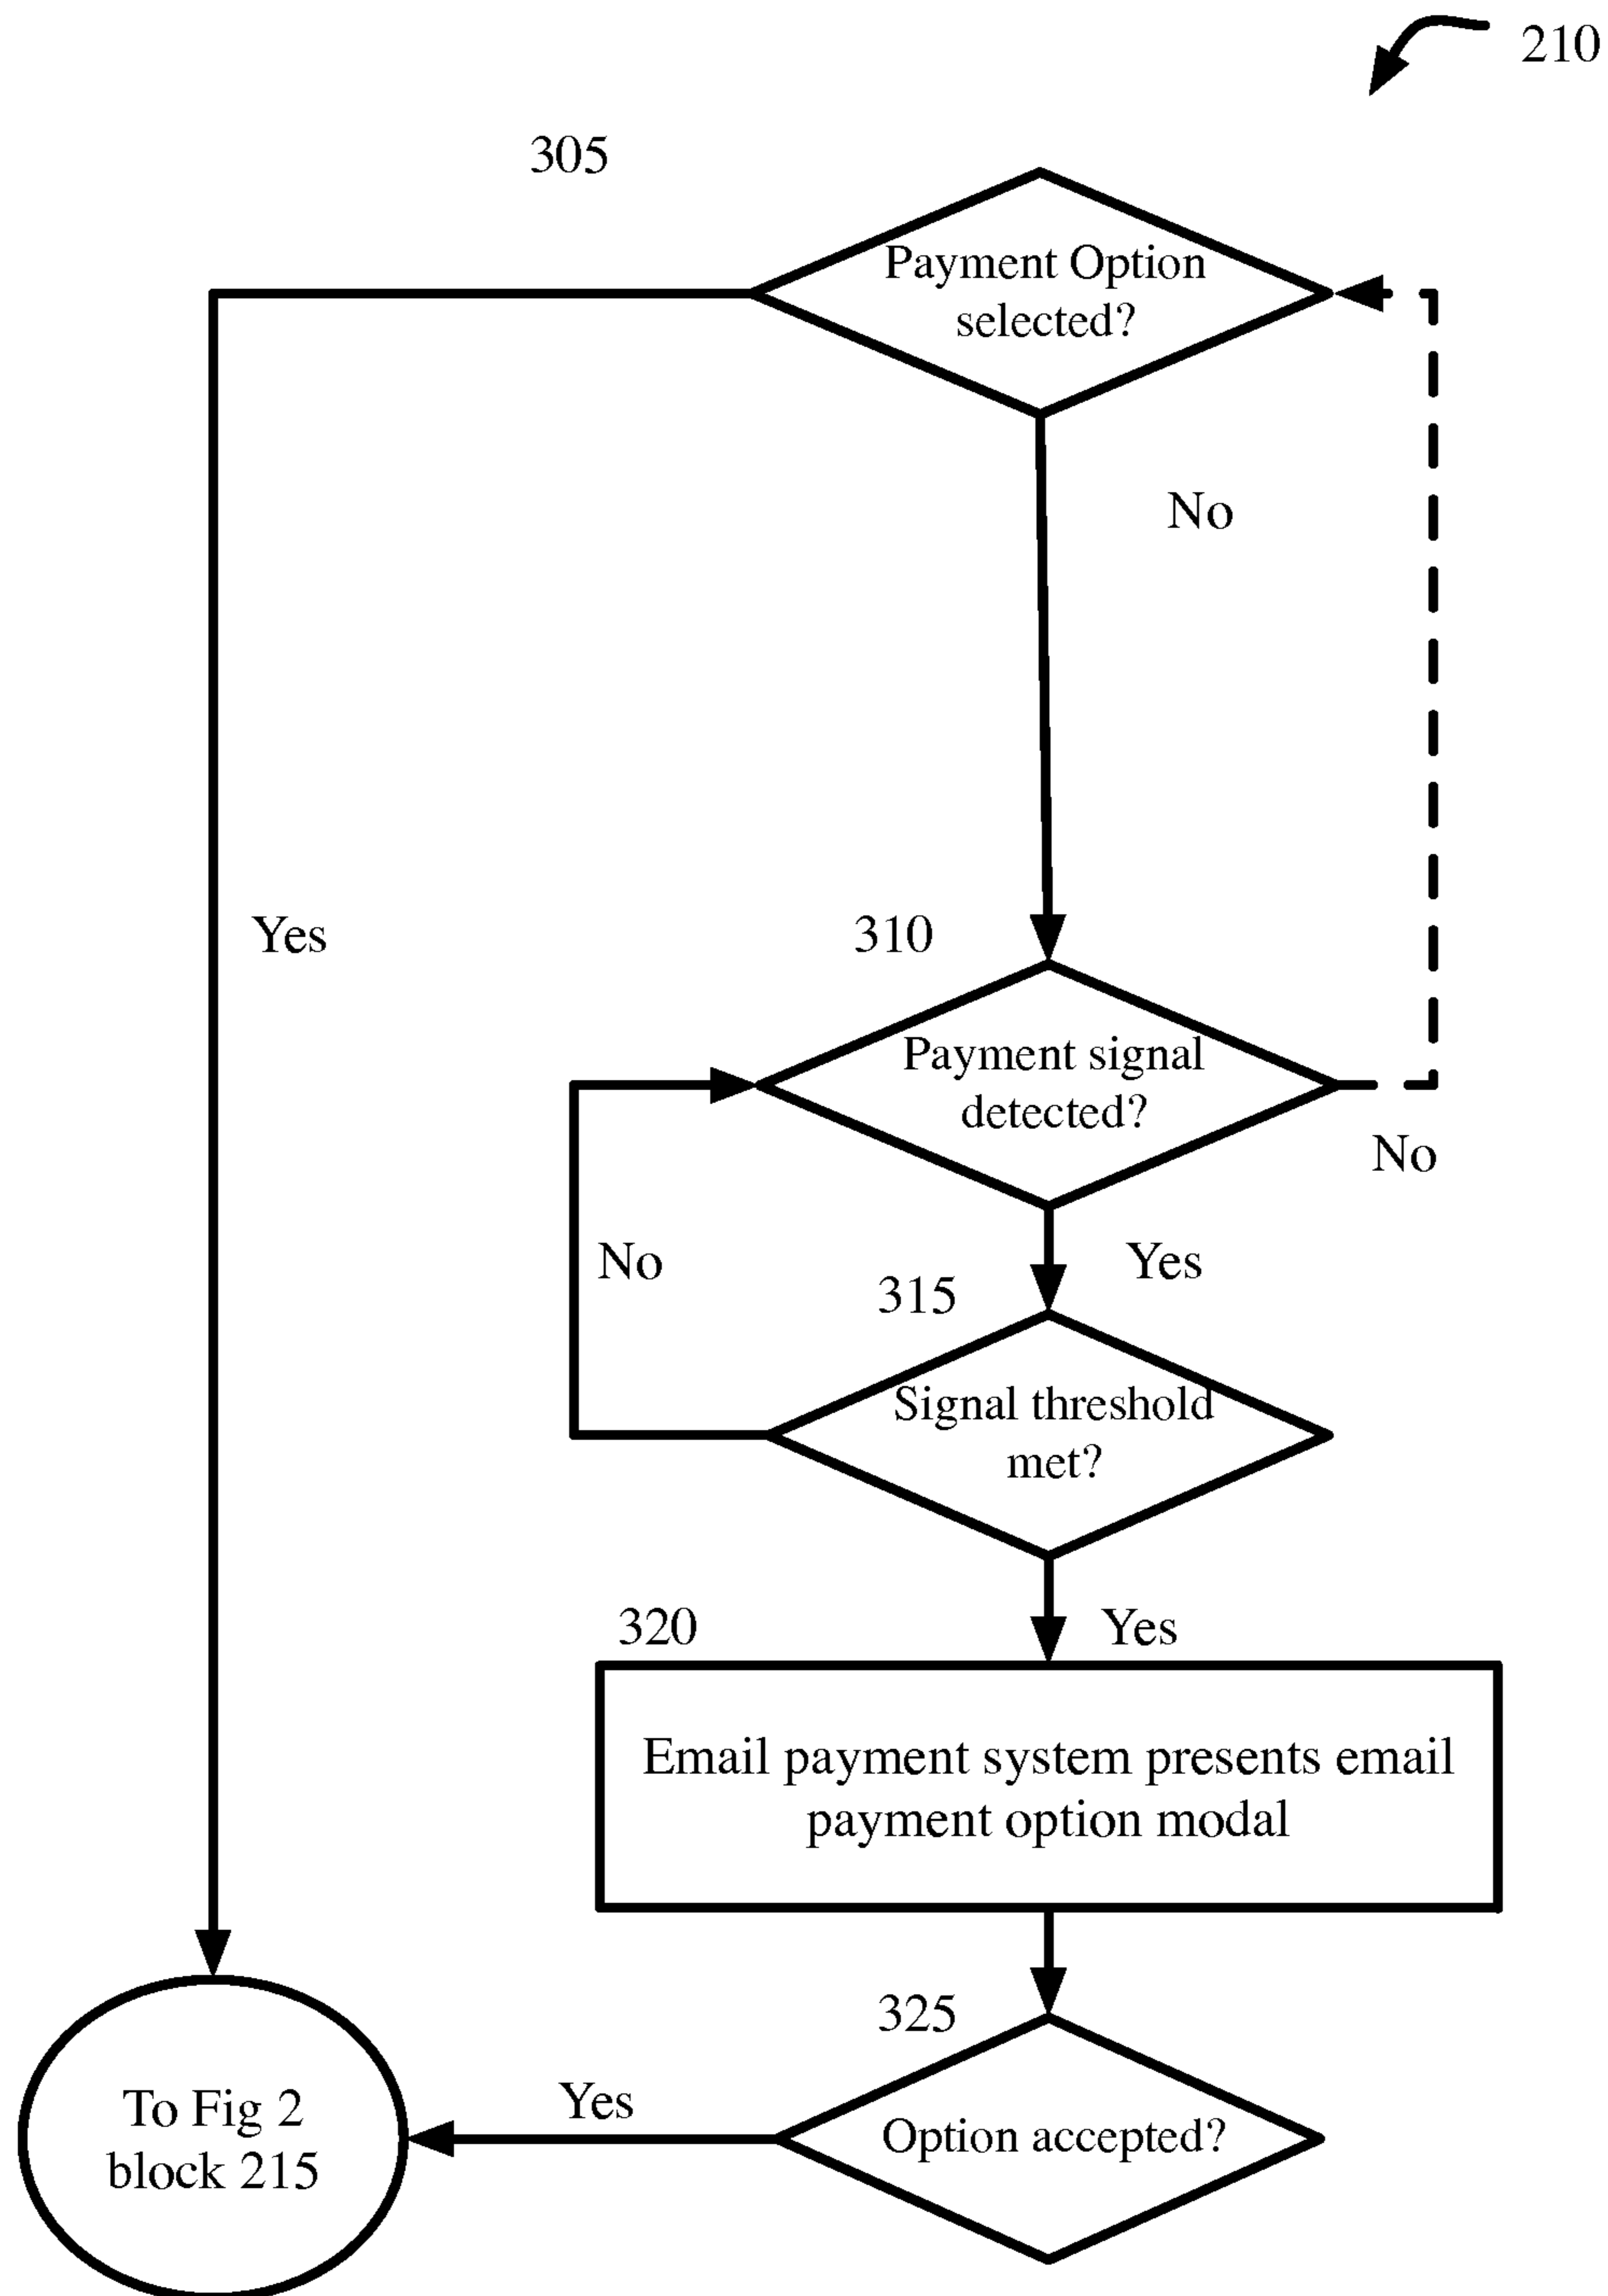 210
305
Payment Option
selected?
No
Yes
310
Payment signal
detected?
No
No
Yes
315
Signal threshold
met?
320
Yes
Email payment system presents email
payment option modal
325
Yes
Option accepted?
To Fig 2
block 215